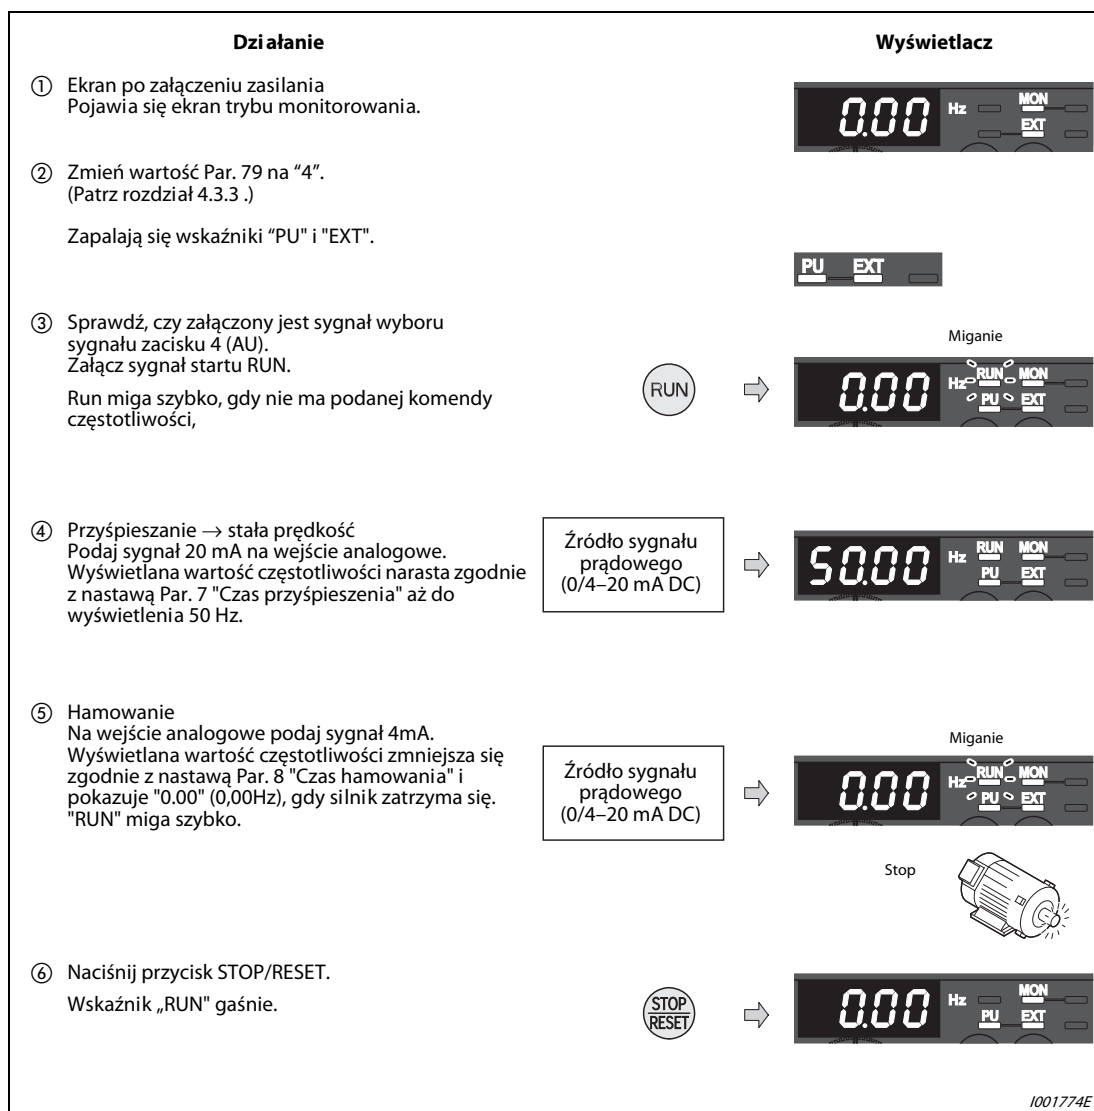 Działanie
Wyświetlacz
① Ekran po załączeniu zasilania
Pojawia się ekran trybu monitorowania.
0.00 Hz MON
EXT
② Zmień wartość Par. 79 na “4”.
(Patrz rozdział 4.3.3 .)
Zapalają się wskaźniki “PU" i "EXT".
PU EXT
③ Sprawdź, czy załączony jest sygnał wyboru
sygnału zacisku 4 (AU).
Załącz sygnał startu RUN.
Run miga szybko, gdy nie ma podanej komendy
częstotliwości,
RUN
Miganie
0.00 Hz RUN MON
PU EXT
④ Przyśpieszanie → stała prędkość
Podaj sygnał 20 mA na wejście analogowe.
Wyświetlana wartość częstotliwości narasta zgodnie
z nastawą Par. 7 "Czas przyśpieszenia" aż do
wyświetlenia 50 Hz.
Źródło sygnału
prądowego
(0/4–20 mA DC)
50.00 Hz RUN MON
PU EXT
⑤ Hamowanie
Na wejście analogowe podaj sygnał 4mA.
Wyświetlana wartość częstotliwości zmniejsza się
zgodnie z nastawą Par. 8 "Czas hamowania" i
pokazuje "0.00" (0,00Hz), gdy silnik zatrzyma się.
"RUN" miga szybko.
Źródło sygnału
prądowego
(0/4–20 mA DC)
Miganie
0.00 Hz RUN MON
PU EXT
Stop
⑥ Naciśnij przycisk STOP/RESET.
Wskaźnik „RUN" gaśnie.
STOP
RESET
0.00 Hz MON
PU EXT
I001774E